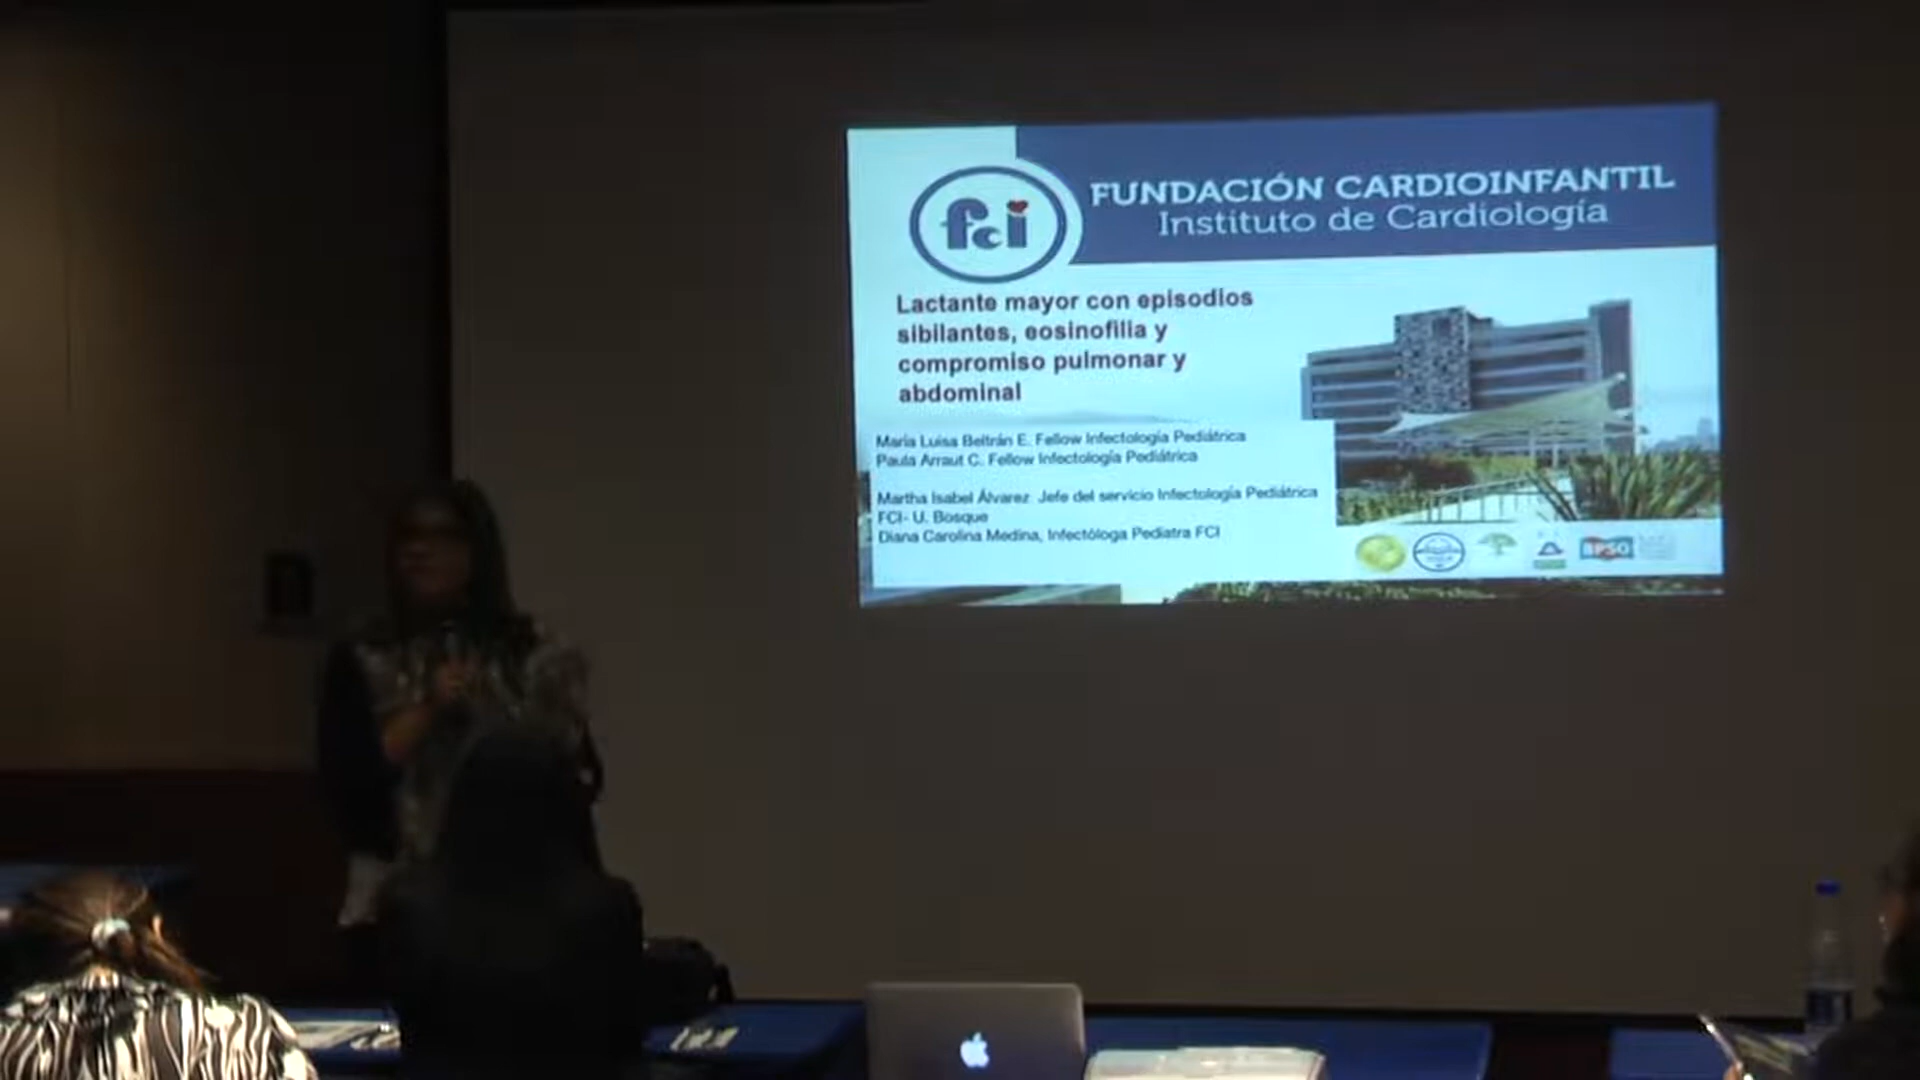 fci
FUNDACIÓN CARDIOINFANTIL
Instituto de Cardiología
Lactante mayor con episodios
sibilantes, eosinofilia y
compromiso pulmonar y
abdominal
María Luisa Beltrán E. Fellow Infectología Pediátrica
Paula Arraut C. Fellow Infectología Pediátrica
Martha Isabel Álvarez Jefe del servicio Infectología Pediátrica
FCI- U. Bosque
Diana Carolina Medina, Infectóloga Pediatra FCI
BPSO